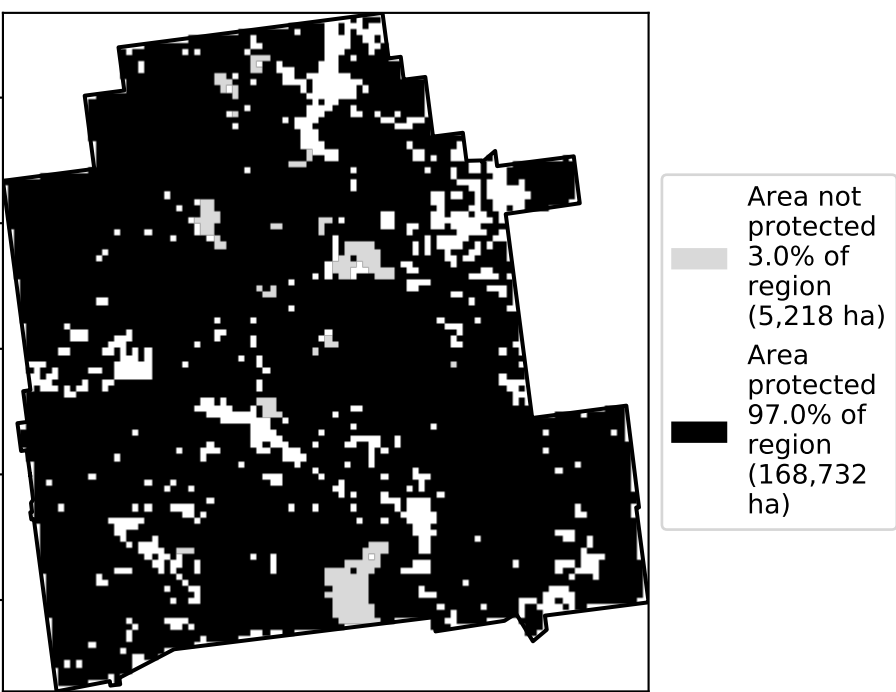 Area not
protected
3.0% of
region
(5,218 ha)
Area
protected
97.0% of
region
(168,732
ha)